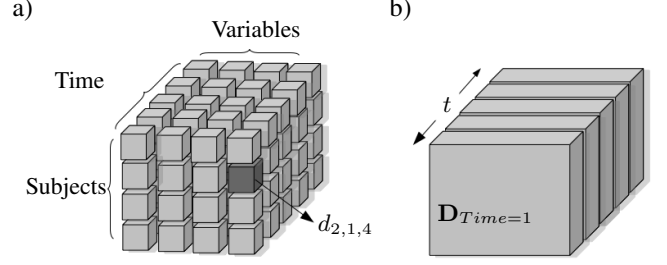 a)
Variables
Time
Subjects
d2,1,4
b)
t
DTime=1